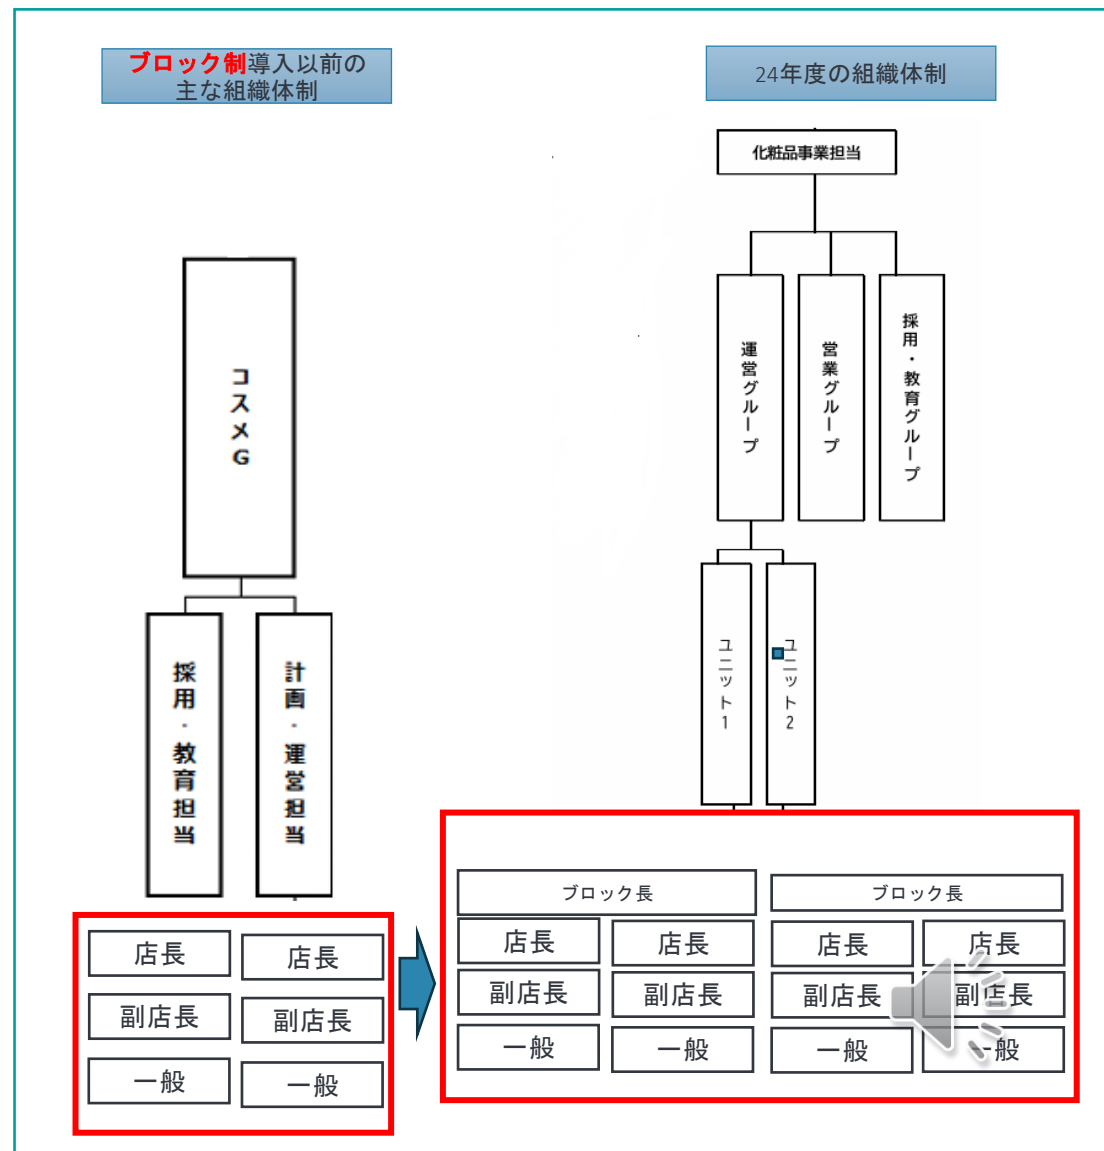 ブロック制導入以前の
主な組織体制
コスメG
採用・教育担当
計画・運営担当
店長
店長
副店長
副店長
一般
一般
24年度の組織体制
化粧品事業担当
運営グループ
営業グループ
採用・教育グループ
ユニット1
ユニット2
ブロック長
ブロック長
店長
店長
店長
店長
副店長
副店長
副店長
副店長
一般
一般
一般
一般